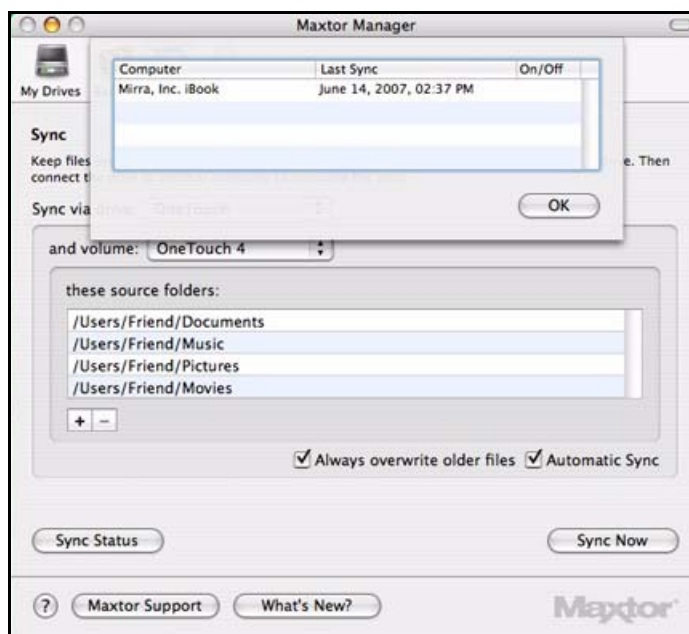 Maxtor Manager
Computer Last Sync On/Off
Mirra, Inc. iBook June 14, 2007, 02:37 PM
My Drives
OK
Sync
Keep files e. Then
connect th
Sync via
and volume: OneTouch 4
these source folders:
/Users/Friend/Documents
/Users/Friend/Music
/Users/Friend/Pictures
/Users/Friend/Movies
+ −
Always overwrite older files Automatic Sync
Sync Status Sync Now
? Maxtor Support What's New? Maxtor